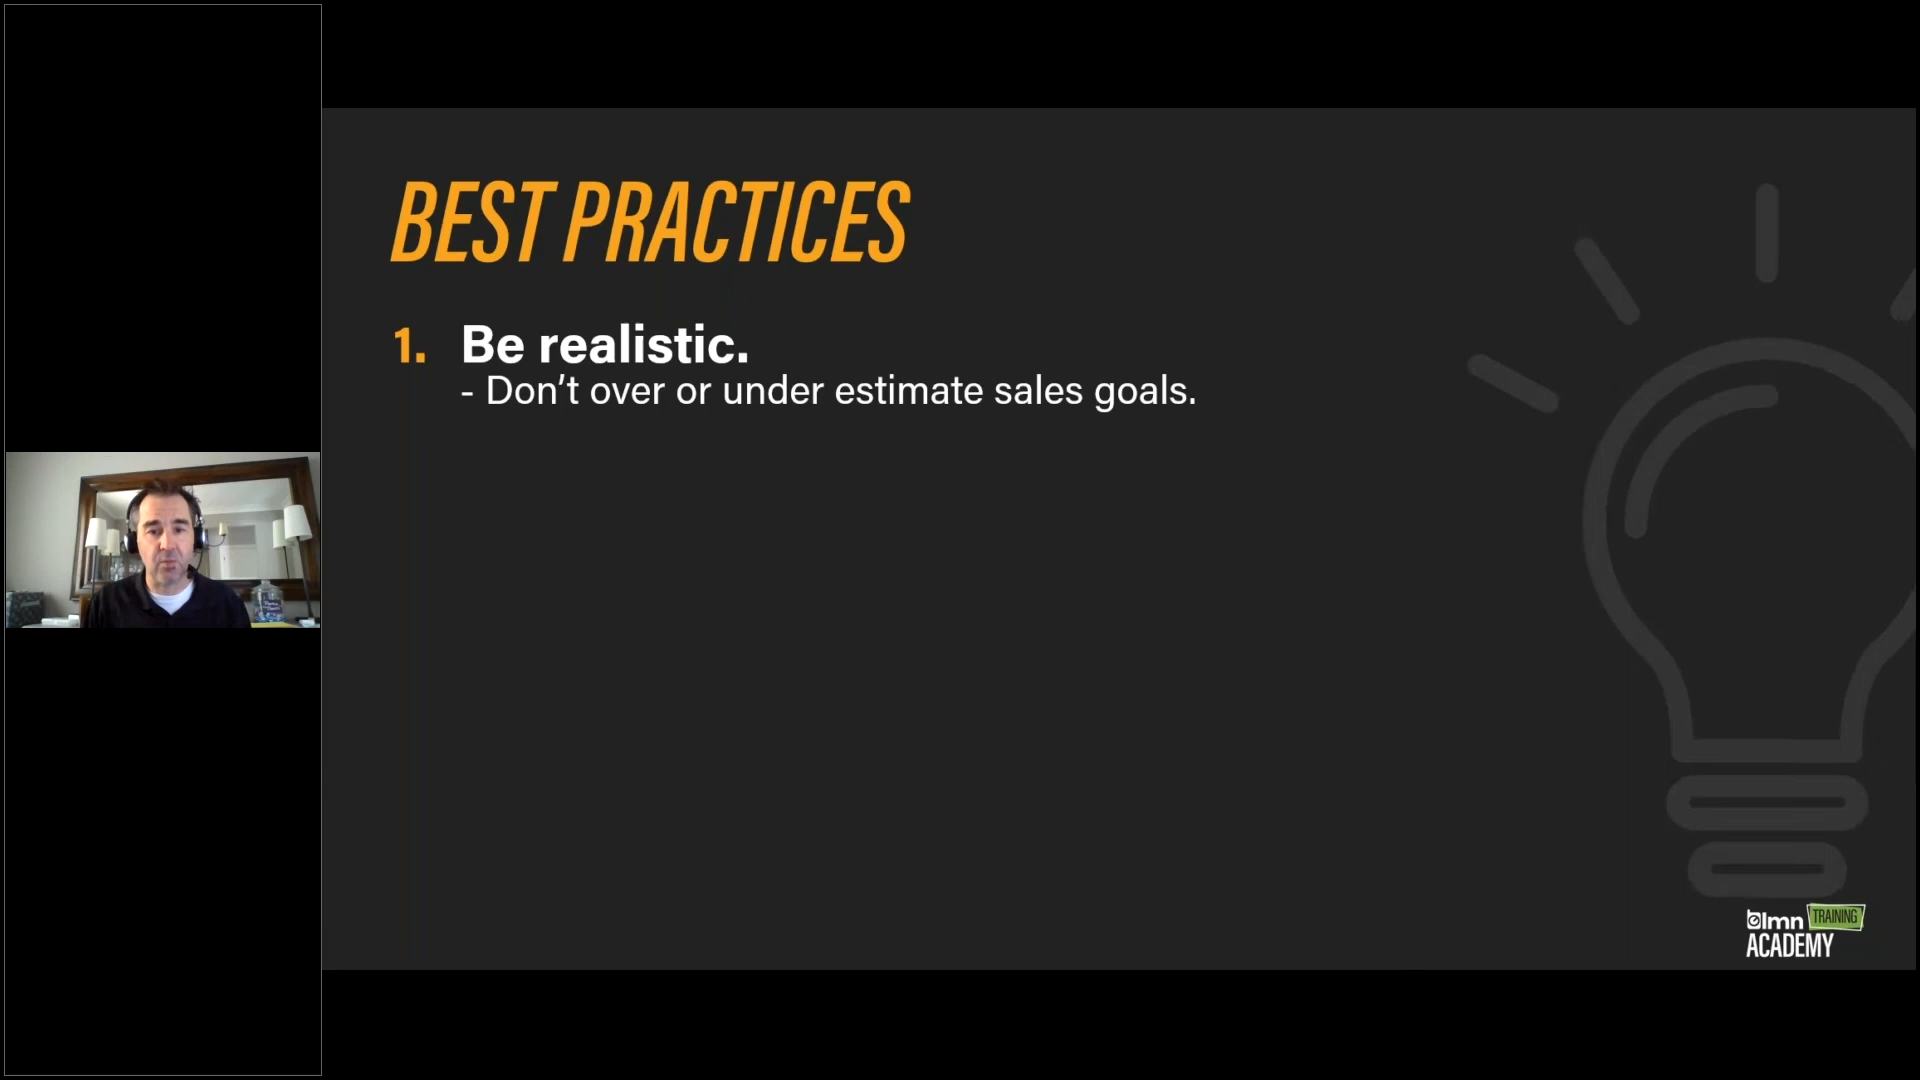 BEST PRACTICES
1. Be realistic.
- Don’t over or under estimate sales goals.
lmn TRAINING
ACADEMY